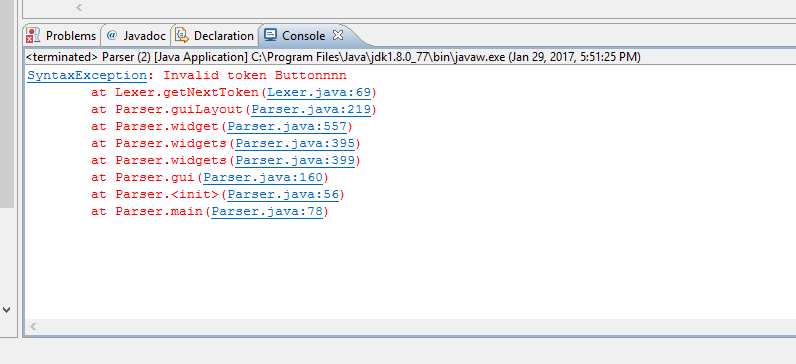 Problems @ Javadoc Declaration Console
<terminated> Parser (2) [Java Application] C:\Program Files\Java\jdk1.8.0_77\bin\javaw.exe (Jan 29, 2017, 5:51:25 PM)
SyntaxException: Invalid token Buttonnnn
at Lexer.getNextToken(Lexer.java:69)
at Parser.guiLayout(Parser.java:219)
at Parser.widget(Parser.java:557)
at Parser.widgets(Parser.java:395)
at Parser.widgets(Parser.java:399)
at Parser.gui(Parser.java:160)
at Parser.<init>(Parser.java:56)
at Parser.main(Parser.java:78)